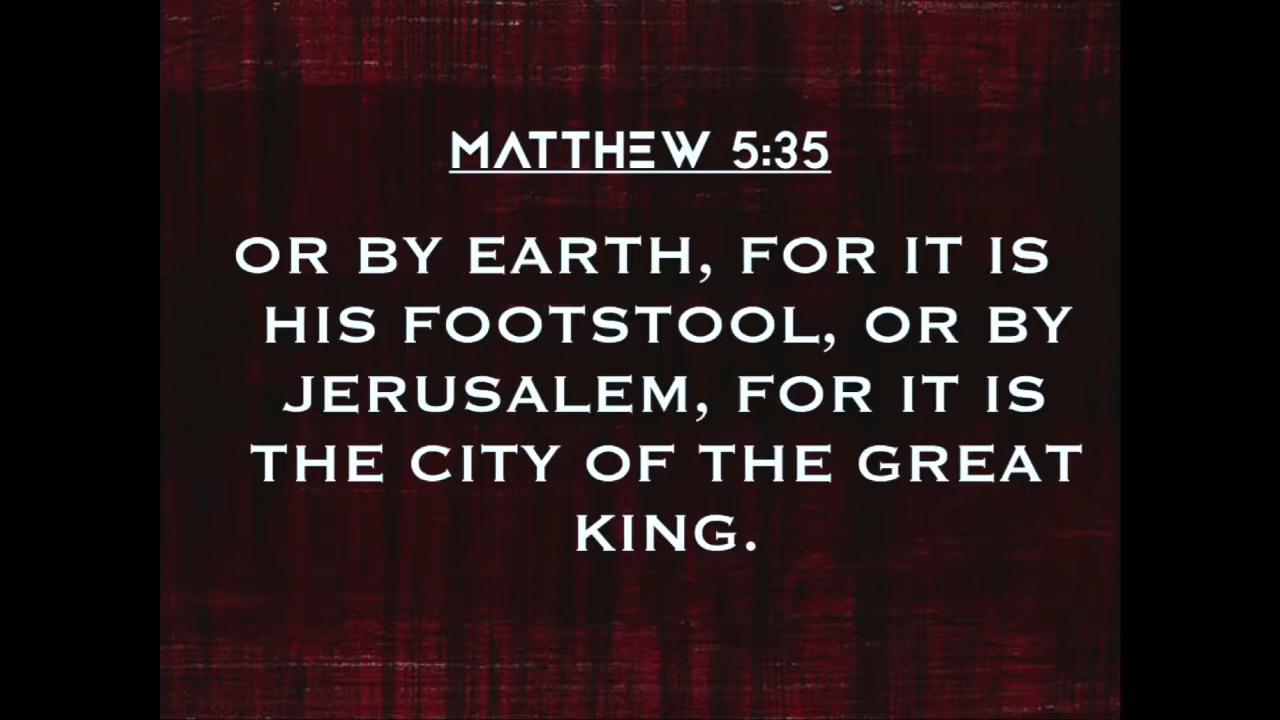 MATTHEW 5:35
OR BY EARTH, FOR IT IS
HIS FOOTSTOOL, OR BY
JERUSALEM, FOR IT IS
THE CITY OF THE GREAT
KING.